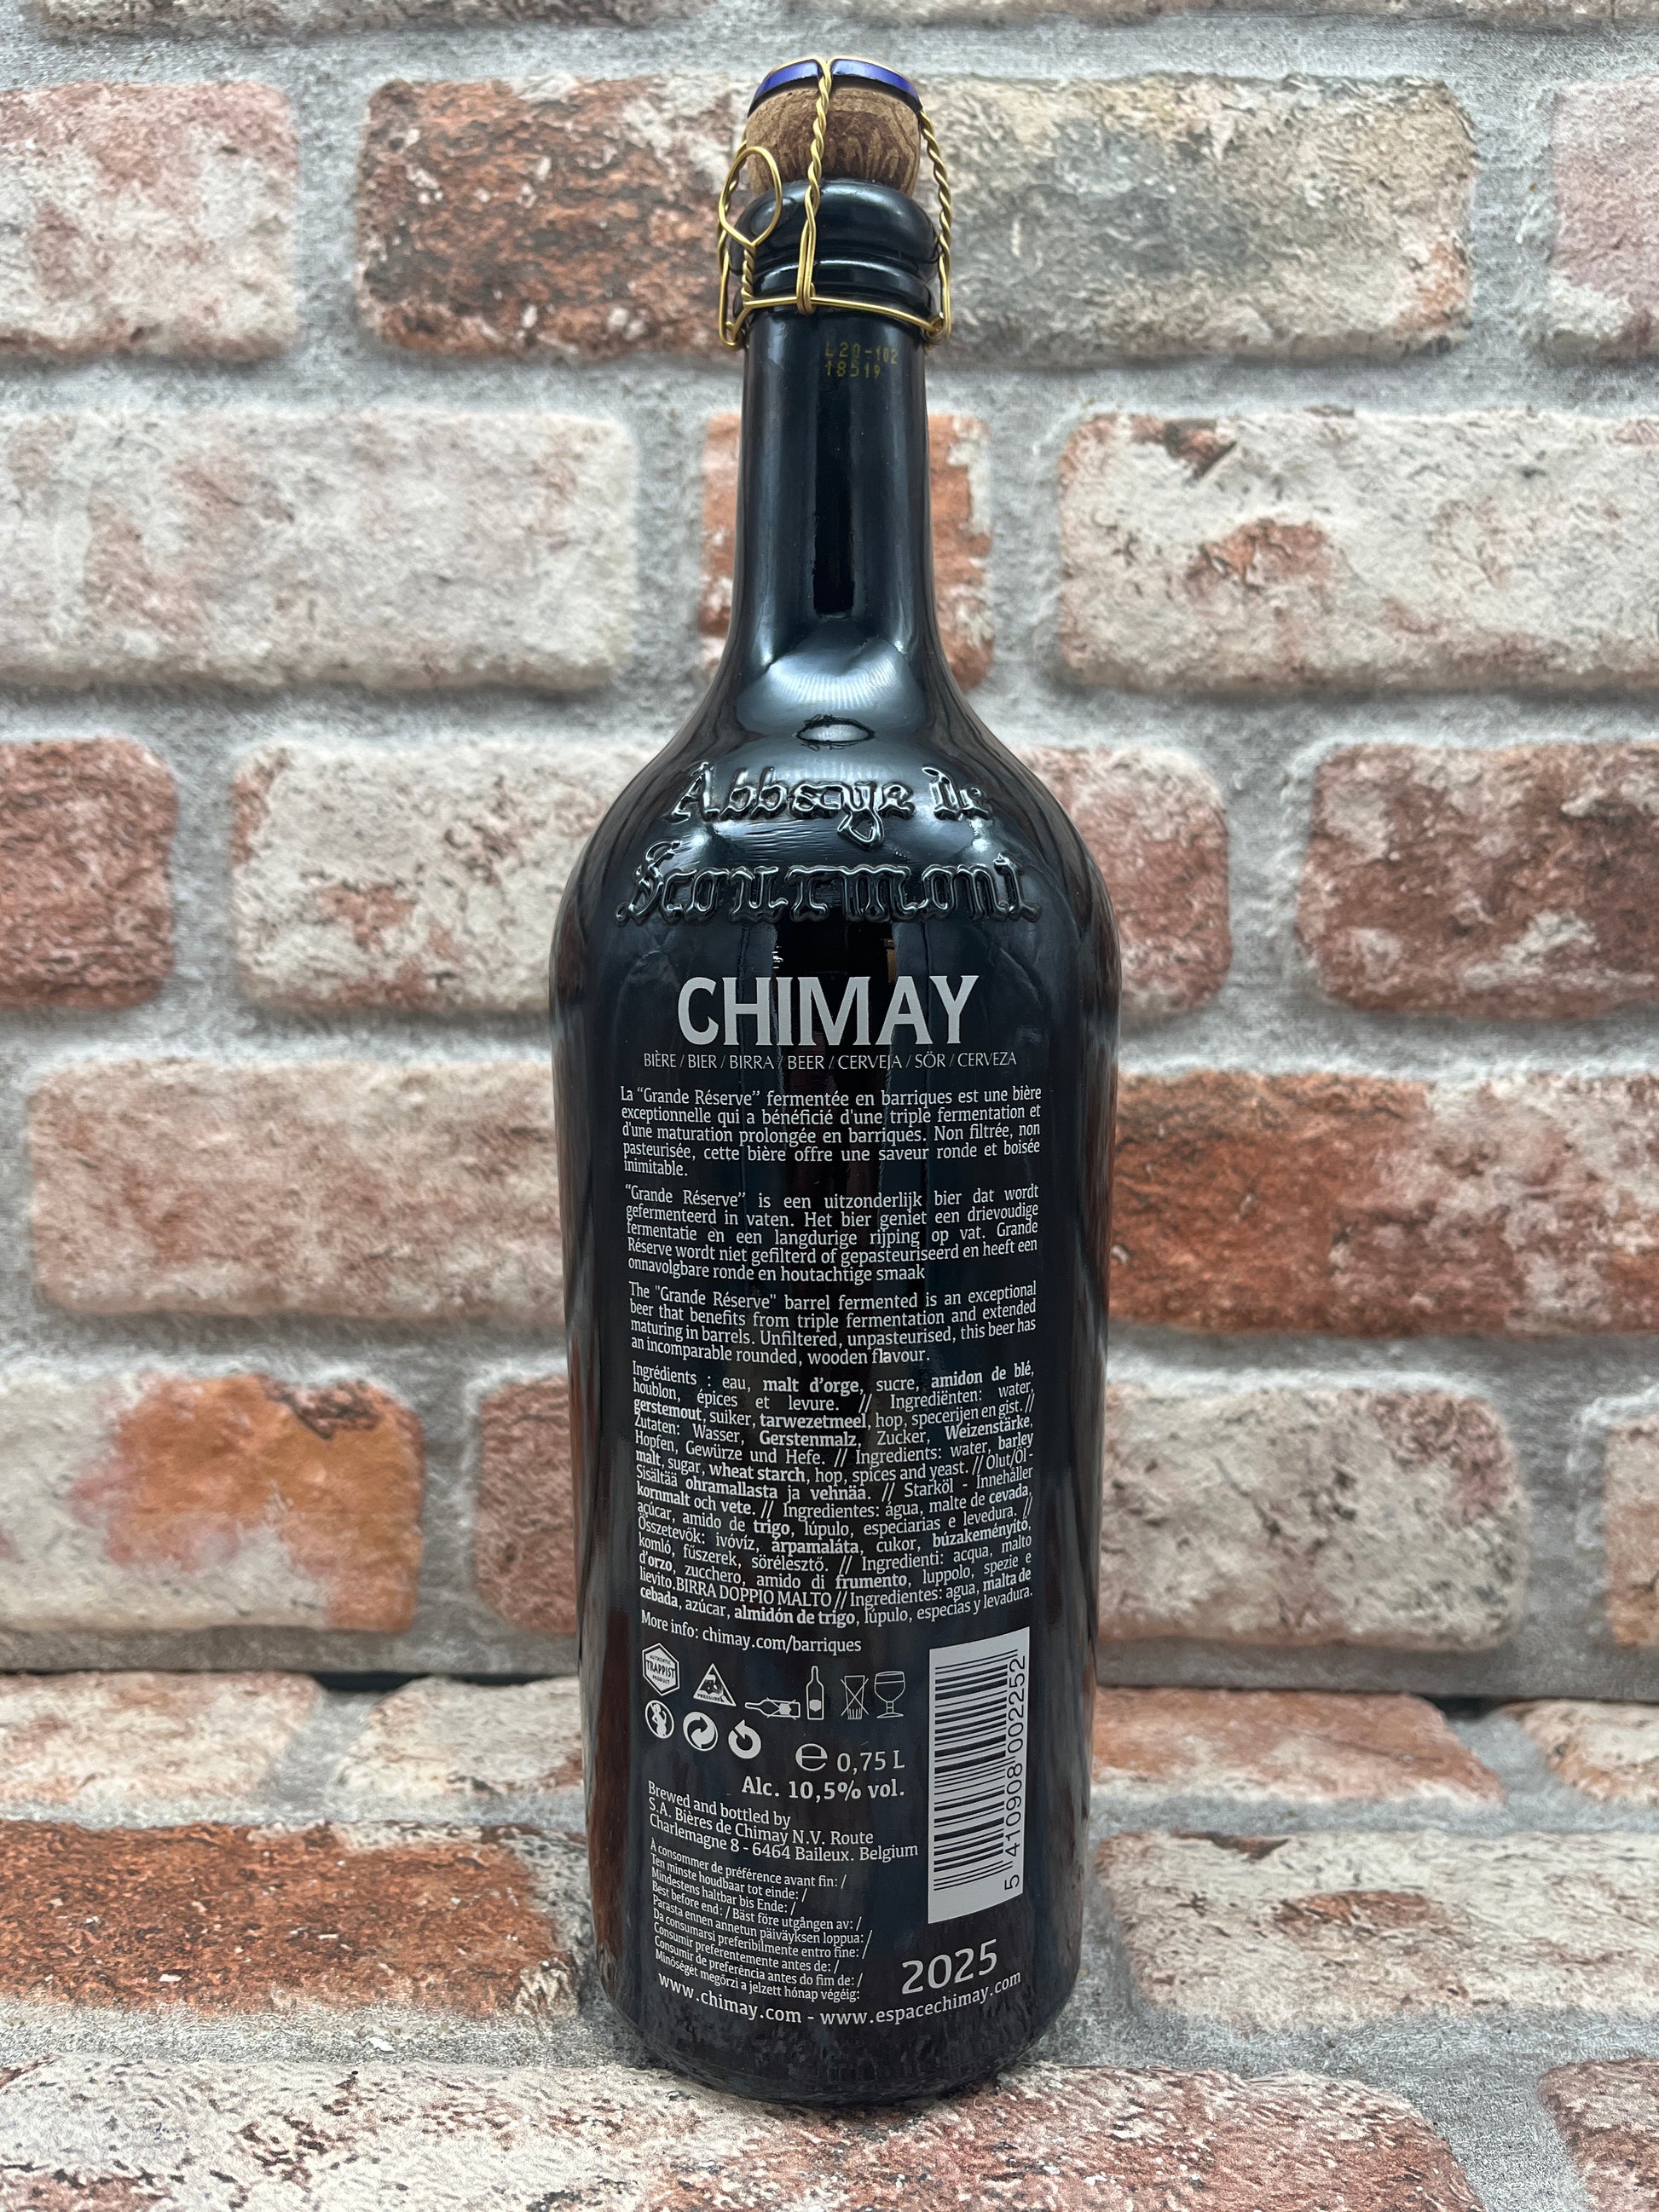 L20-102
18519
Abbaye de
Scourmont
CHIMAY
BIÈRE / BIER / BIRRA / BEER / CERVEJA / SÖR / CERVEZA
La “Grande Réserve” fermentée en barriques est une bière
exceptionnelle qui a bénéficié d'une triple fermentation et
d'une maturation prolongée en barriques. Non filtrée, non
pasteurisée, cette bière offre une saveur ronde et boisée
inimitable.
“Grande Réserve” is een uitzonderlijk bier dat wordt
gefermenteerd in vaten. Het bier geniet een drievoudige
fermentatie en een langdurige rijping op vat. Grande
Réserve wordt niet gefilterd of gepasteuriseerd en heeft een
onnavolgbare ronde en houtachtige smaak
The "Grande Réserve" barrel fermented is an exceptional
beer that benefits from triple fermentation and extended
maturing in barrels. Unfiltered, unpasteurised, this beer has
an incomparable rounded, wooden flavour.
Ingrédients : eau, malt d’orge, sucre, amidon de blé,
houblon, épices et levure. // Ingrediënten: water,
gerstemout, suiker, tarwezetmeel, hop, specerijen en gist. //
Zutaten: Wasser, Gerstenmalz, Zucker, Weizenstärke,
Hopfen, Gewürze und Hefe. // Ingredients: water, barley
malt, sugar, wheat starch, hop, spices and yeast. // Olut/Öl-
Sisältää ohramallasta ja vehnää. // Starköl - Innehåller
kornmalt och vete. // Ingredientes: água, malte de cevada,
açúcar, amido de trigo, lúpulo, especiarias e levedura. //
Összetevők: ivóvíz, árpamaláta, cukor, búzakeményítő,
komló, fűszerek, sörélesztő. // Ingredienti: acqua, malto
d’orzo, zucchero, amido di frumento, luppolo, spezie e
lievito.BIRRA DOPPIO MALTO // Ingredientes: agua, malta de
cebada, azúcar, almidón de trigo, lúpulo, especias y levadura.
More info: chimay.com/barriques
AUTHENTIC
TRAPPIST
PRODUCT
PRESSURE
℮ 0,75 L
Alc. 10,5% vol.
Brewed and bottled by
S.A. Bières de Chimay N.V. Route
Charlemagne 8 - 6464 Baileux. Belgium
5 410908 002252
À consommer de préférence avant fin: /
Ten minste houdbaar tot einde: /
Mindestens haltbar bis Ende: /
Best before end: / Bäst före utgången av: /
Parasta ennen annetun päiväyksen loppua: /
Da consumarsi preferibilmente entro fine: /
Consumir preferentemente antes de: /
Consumir de preferência antes do fim de: /
Minőségét megőrzi a jelzett hónap végéig:
2025
www.chimay.com - www.espacechimay.com